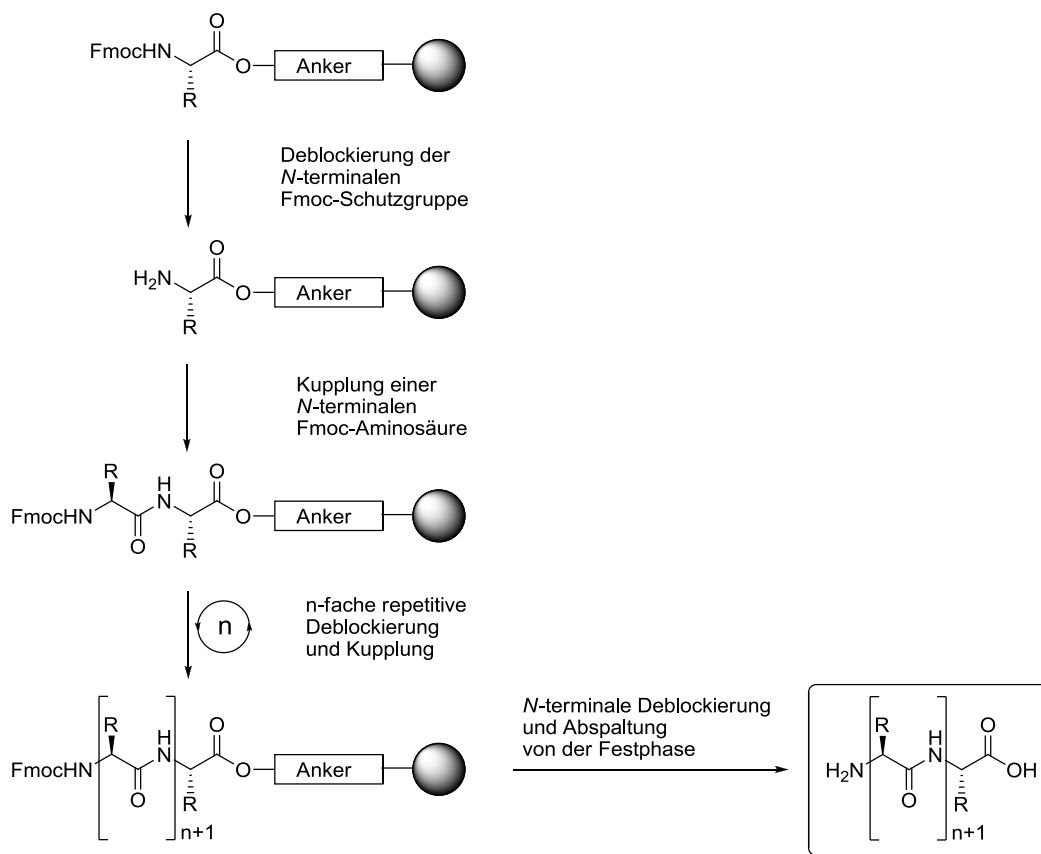 O
FmocHN
O
Anker
R
Deblockierung der
N-terminalen
Fmoc-Schutzgruppe
O
H2N
O
Anker
R
Kupplung einer
N-terminalen
Fmoc-Aminosäure
R
H
N
O
FmocHN
O
Anker
O
R
n
n-fache repetitive
Deblockierung
und Kupplung
R
H
N
O
FmocHN
O
Anker
O
R
n+1
N-terminale Deblockierung
und Abspaltung
von der Festphase
R
H
N
O
H2N
OH
O
R
n+1